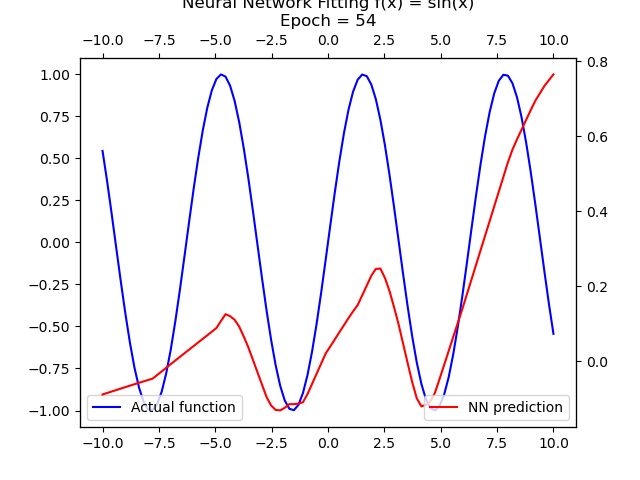 Neural Network Fitting f(x) = sin(x)
Epoch = 54
−10.0 −7.5 −5.0 −2.5 0.0 2.5 5.0 7.5 10.0
1.00
0.75
0.50
0.25
0.00
−0.25
−0.50
−0.75
−1.00
0.8
0.6
0.4
0.2
0.0
Actual function
NN prediction
−10.0 −7.5 −5.0 −2.5 0.0 2.5 5.0 7.5 10.0